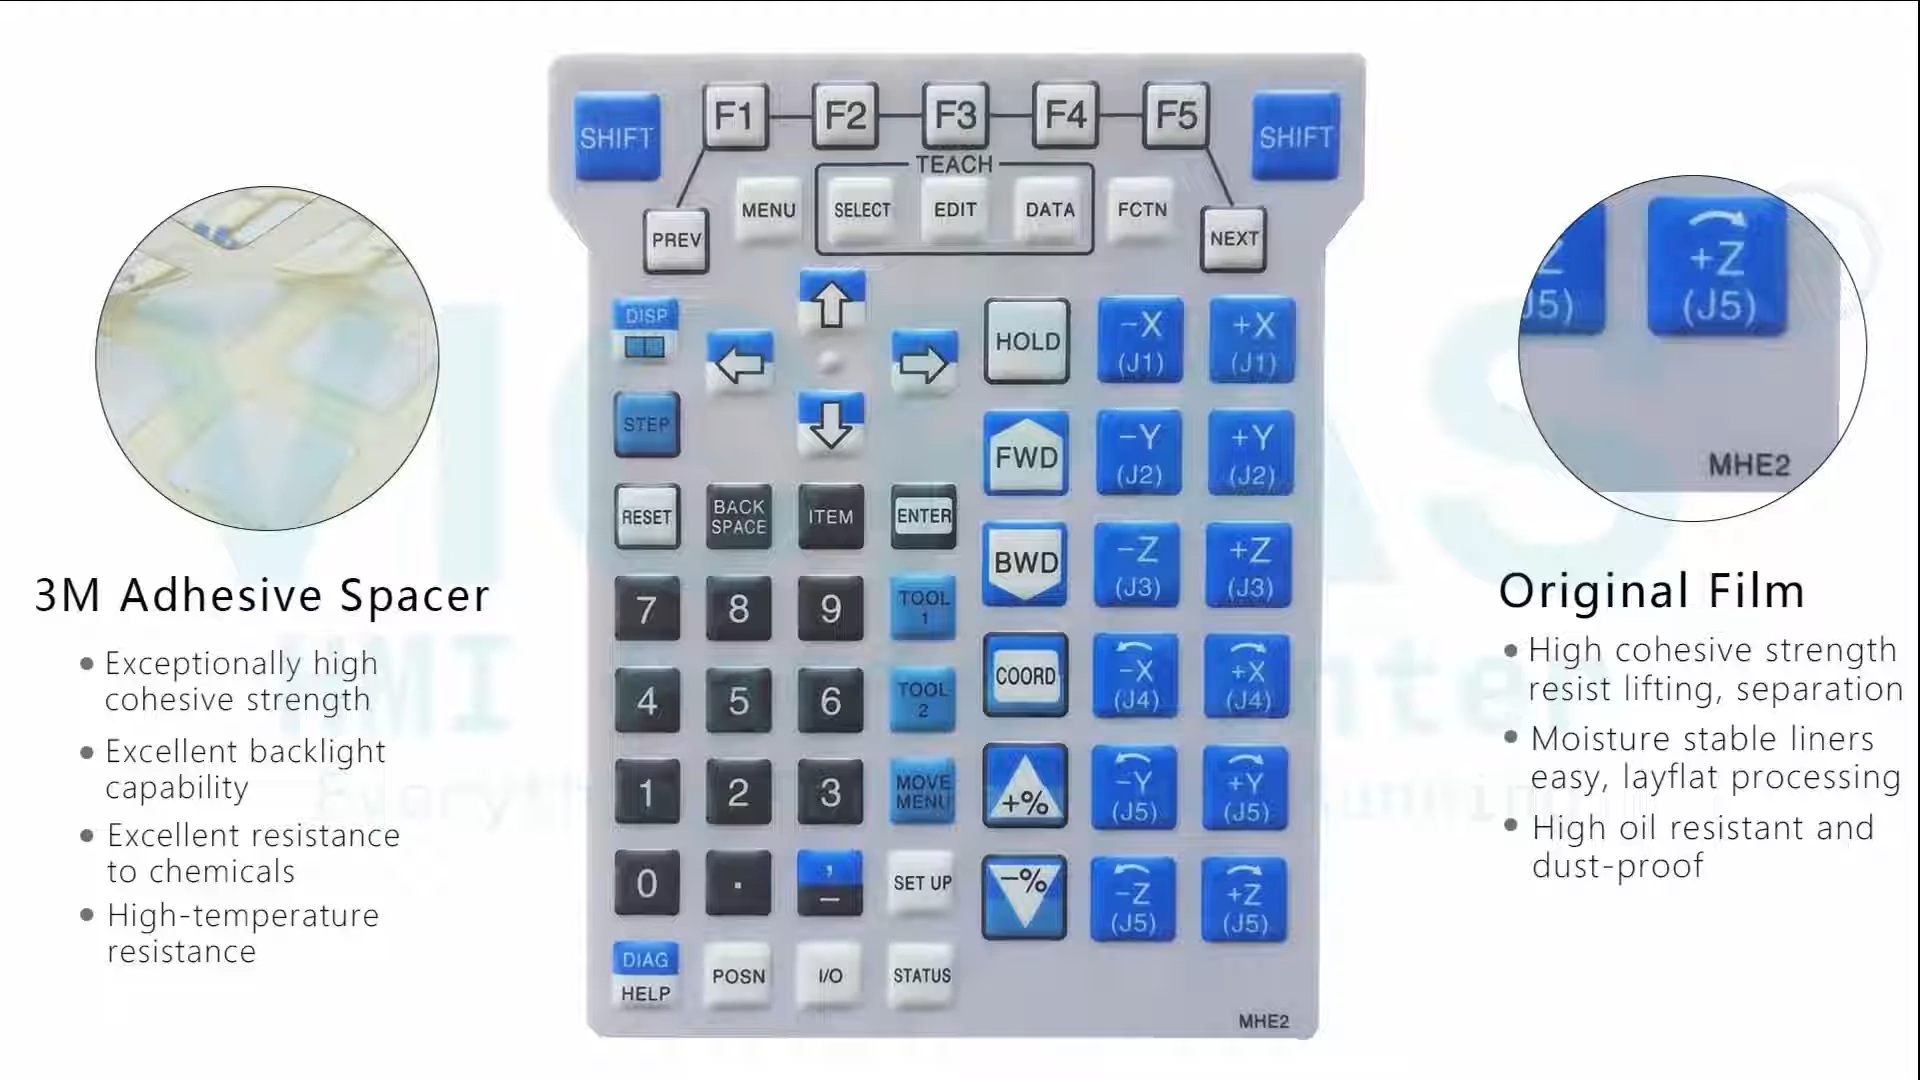 F1
F2
F3
F4
F5
SHIFT
SHIFT
TEACH
MENU
SELECT
EDIT
DATA
FCTN
PREV
NEXT
DISP
HOLD
-X
(J1)
+X
(J1)
STEP
FWD
-Y
(J2)
+Y
(J2)
RESET
BACK
SPACE
ITEM
ENTER
BWD
-Z
(J3)
+Z
(J3)
7
8
9
TOOL
1
COORD
-X
(J4)
+X
(J4)
4
5
6
TOOL
2
1
2
3
MOVE
MENU
+%
-Y
(J5)
+Y
(J5)
0
.
,
–
SET UP
-%
-Z
(J5)
+Z
(J5)
DIAG
HELP
POSN
I/O
STATUS
MHE2
3M Adhesive Spacer
• Exceptionally high
cohesive strength
• Excellent backlight
capability
• Excellent resistance
to chemicals
• High-temperature
resistance
Z
J5)
+Z
(J5)
MHE2
Original Film
• High cohesive strength
resist lifting, separation
• Moisture stable liners
easy, layflat processing
• High oil resistant and
dust-proof